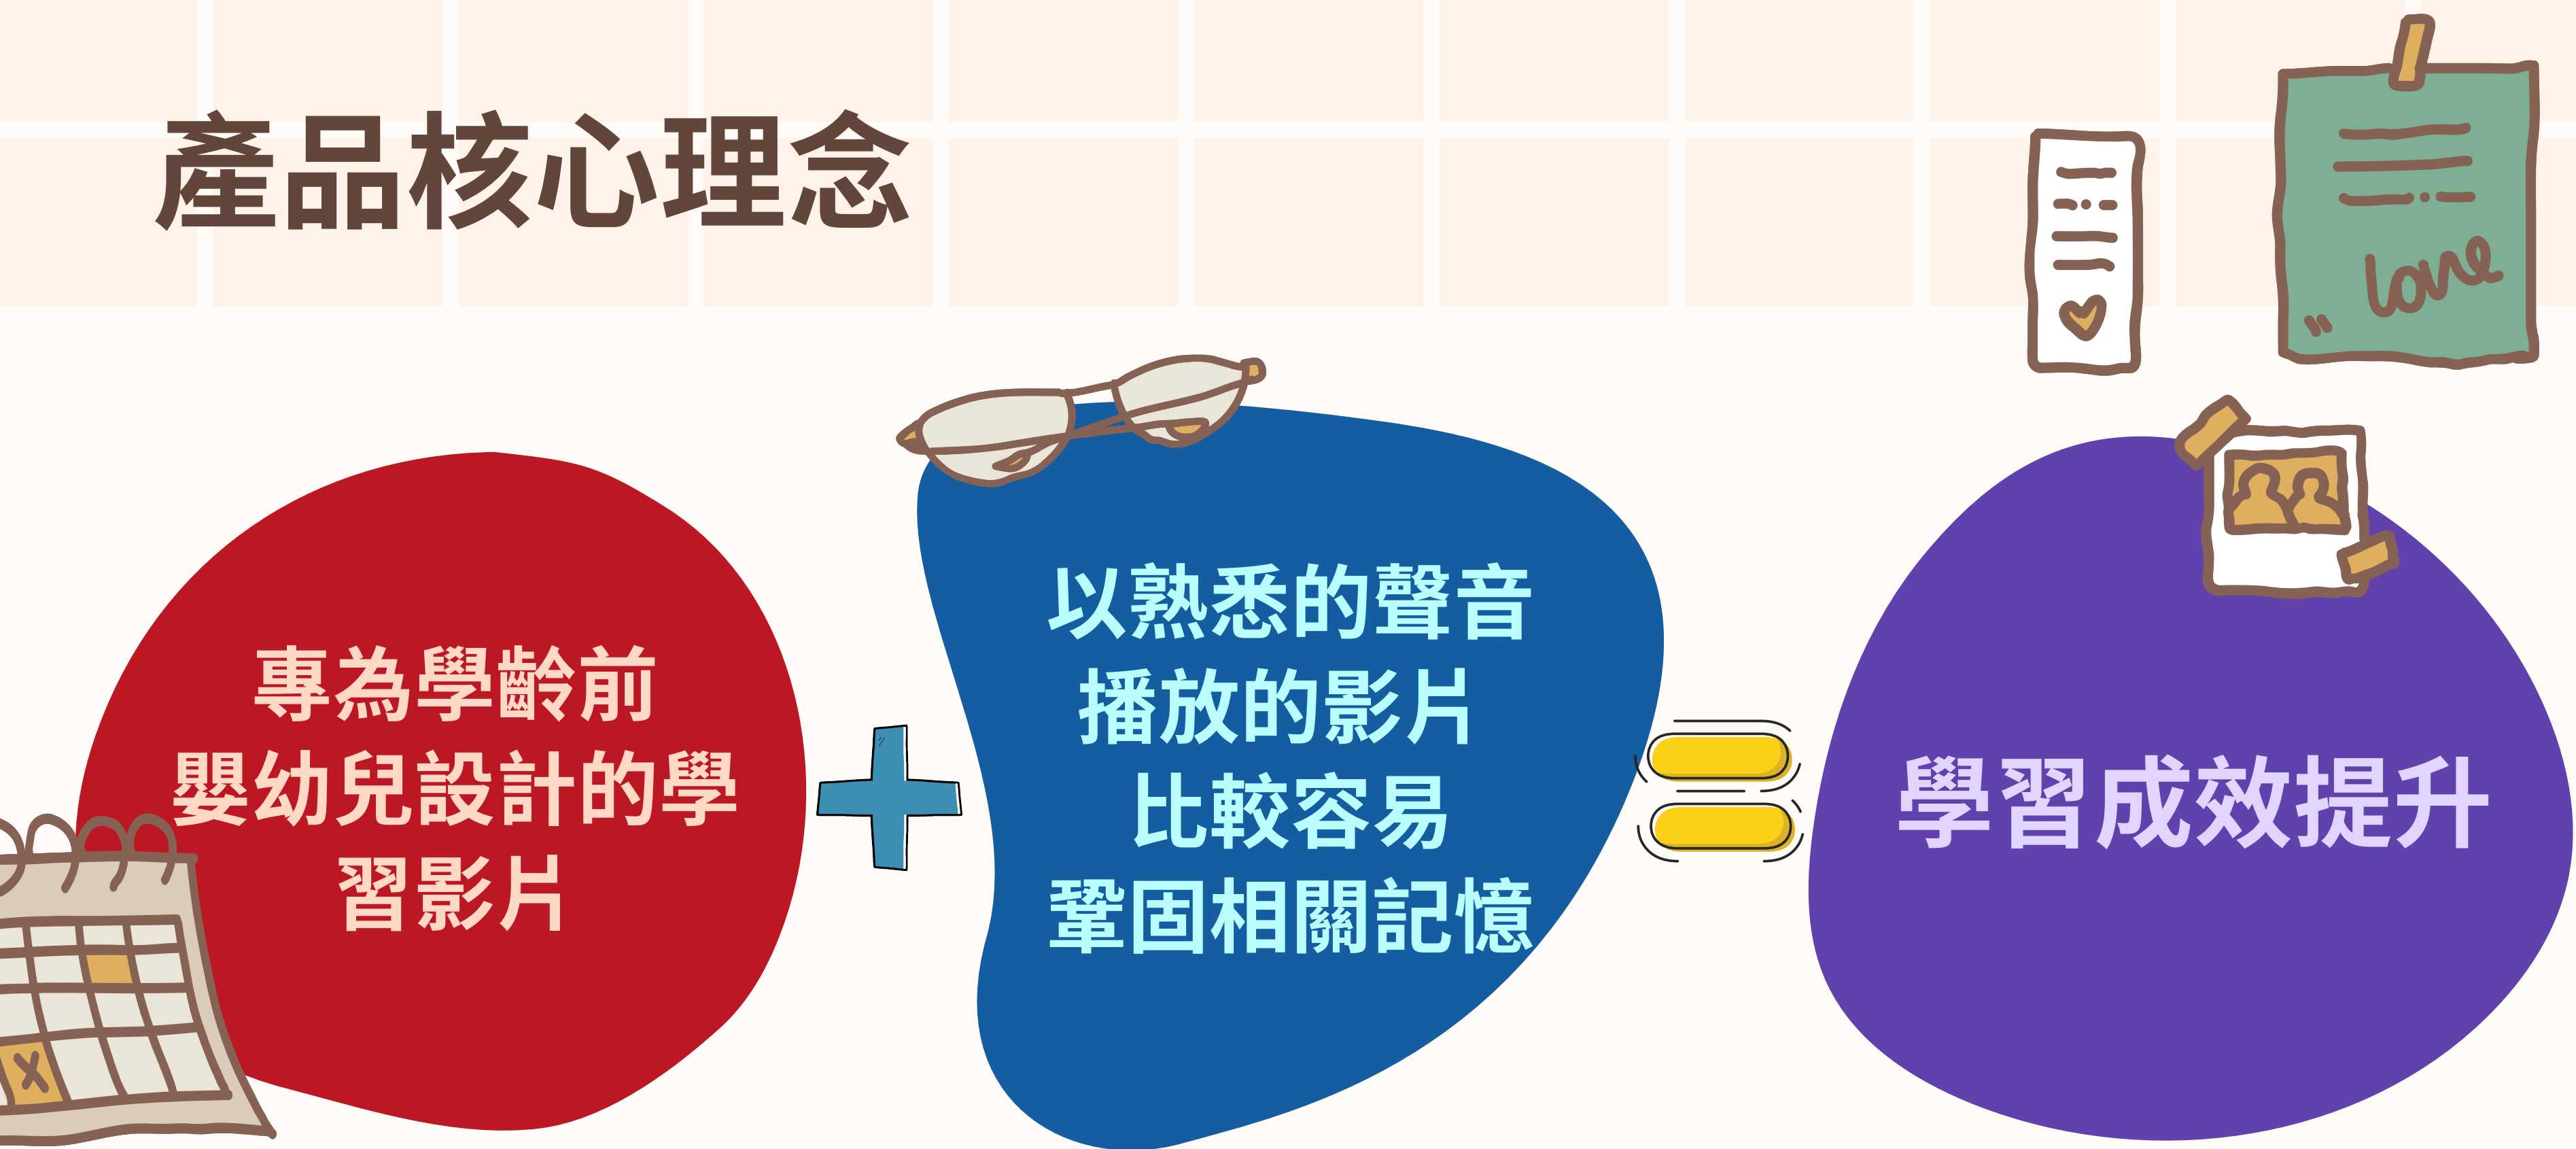 產品核心理念
love
專為學齡前
嬰幼兒設計的學
習影片
以熟悉的聲音
播放的影片
比較容易
鞏固相關記憶
學習成效提升